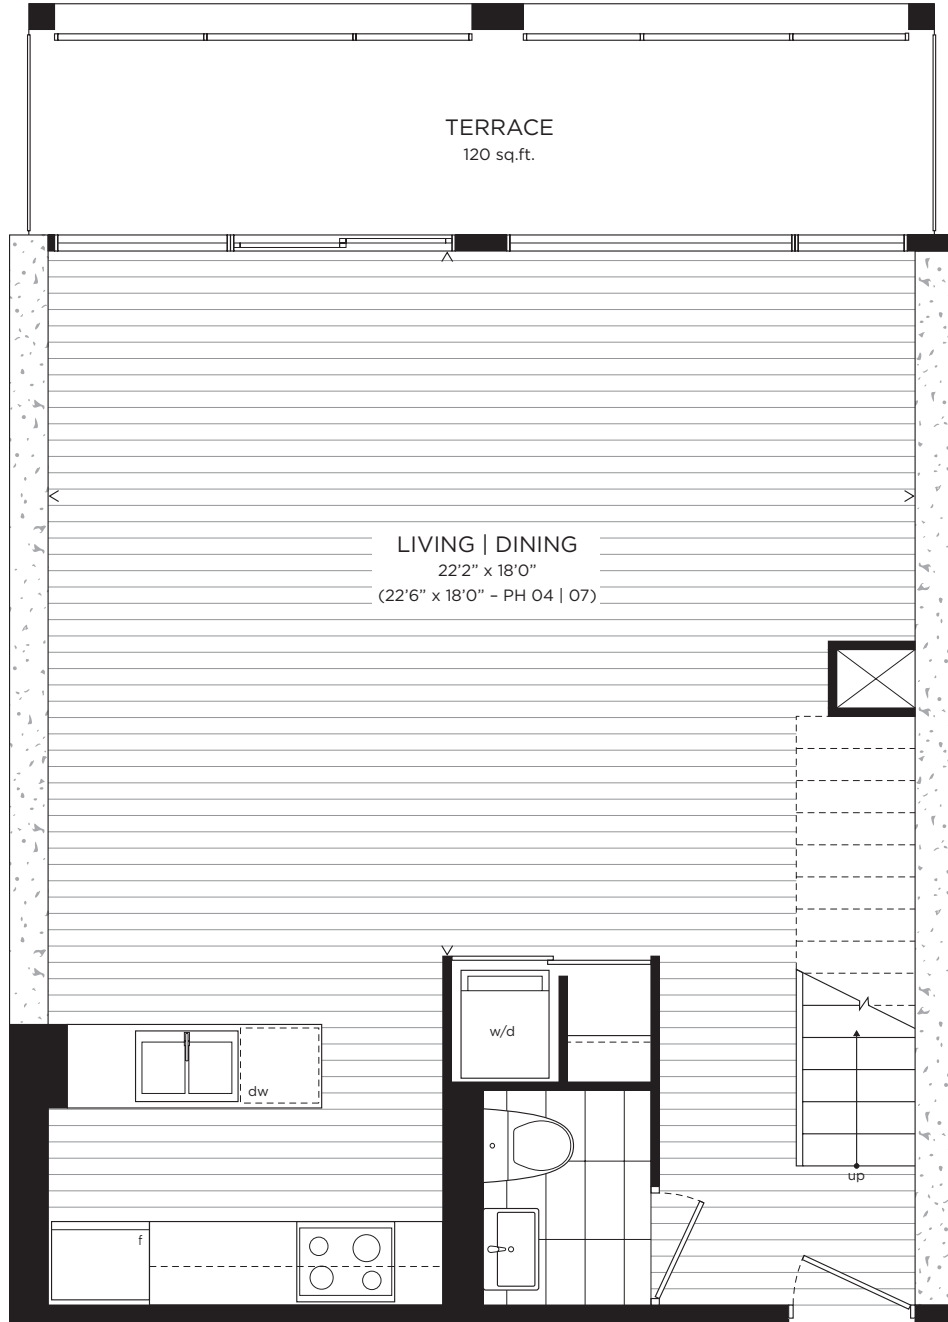 TERRACE
120 sq.ft.
LIVING | DINING
22’2” x 18’0”
(22’6” x 18’0” – PH 04 | 07)
w/d
dw
up
f